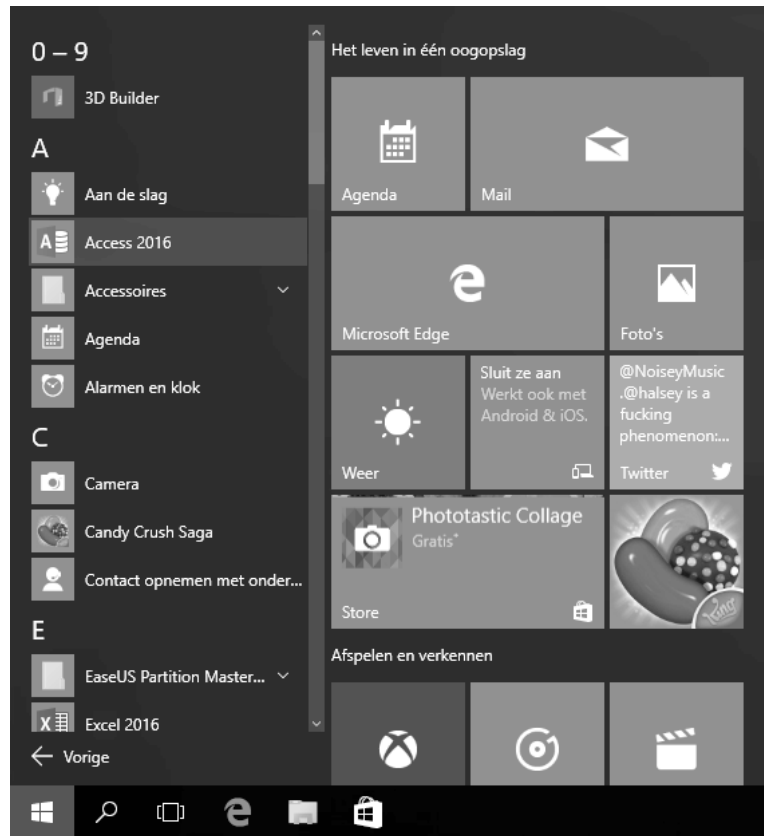 0 – 9
3D Builder
A
Aan de slag
Access 2016
Accessoires
Agenda
Alarmen en klok
C
Camera
Candy Crush Saga
Contact opnemen met onder...
E
EaseUS Partition Master...
Excel 2016
Vorige
Het leven in één oogopslag
Agenda
Mail
Microsoft Edge
Foto's
Weer
Sluit ze aan
Werkt ook met
Android & iOS.
@NoiseyMusic
.@halsey is a
fucking
phenomenon:...
Twitter
Phototastic Collage
Gratis*
Store
King
Afspelen en verkennen